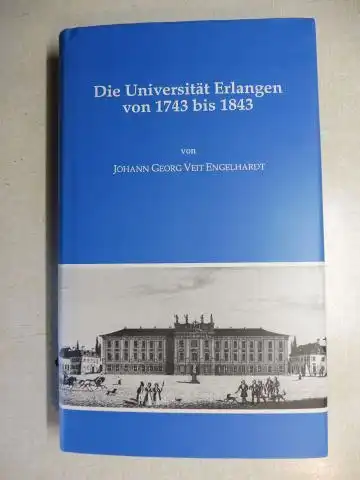 Die Universität Erlangen
von 1743 bis 1843
von
JOHANN GEORG VEIT ENGELHARDT